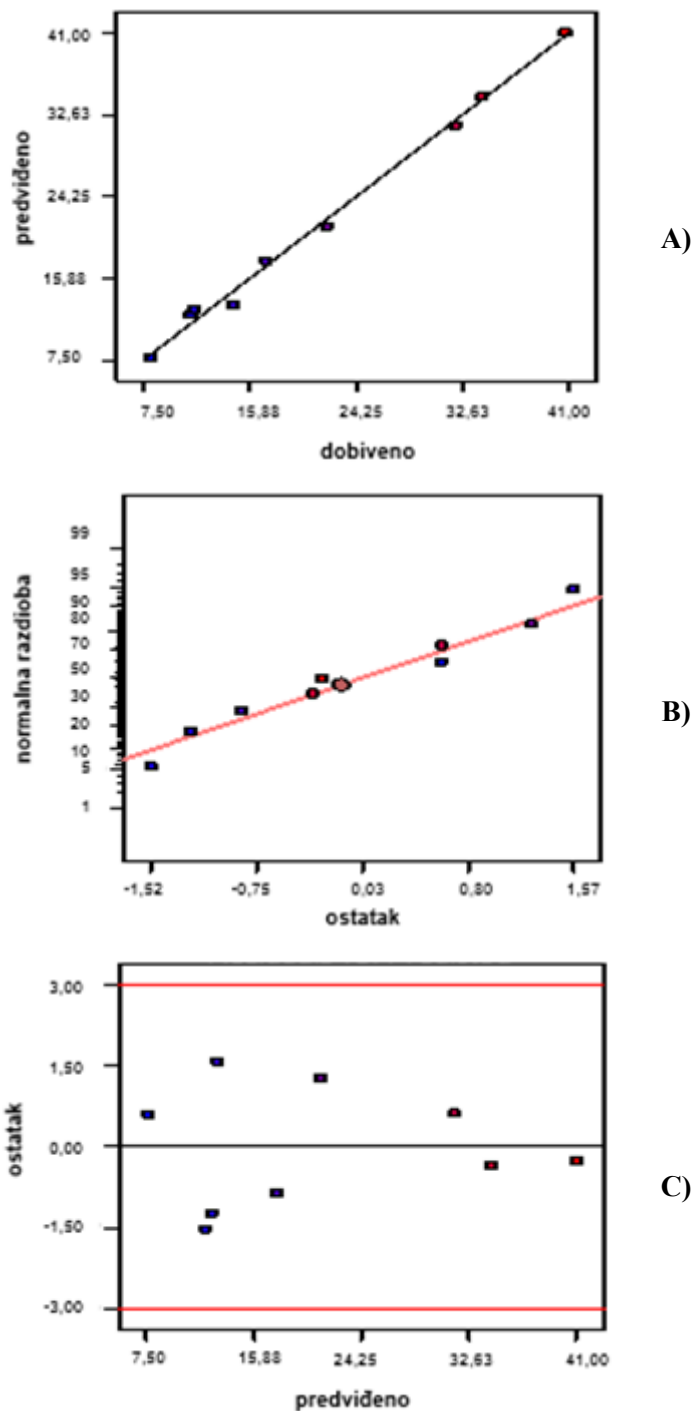 41,00
32,63
24,25
15,88
7,50
predviđeno
7,50 15,88 24,25 32,63 41,00
dobiveno
A)
99
95
90
80
70
50
30
20
10
5
1
normalna razdioba
-1,52 -0,75 0,03 0,80 1,57
ostatak
B)
3,00
1,50
0,00
-1,50
-3,00
ostatak
7,50 15,88 24,25 32,63 41,00
predviđeno
C)